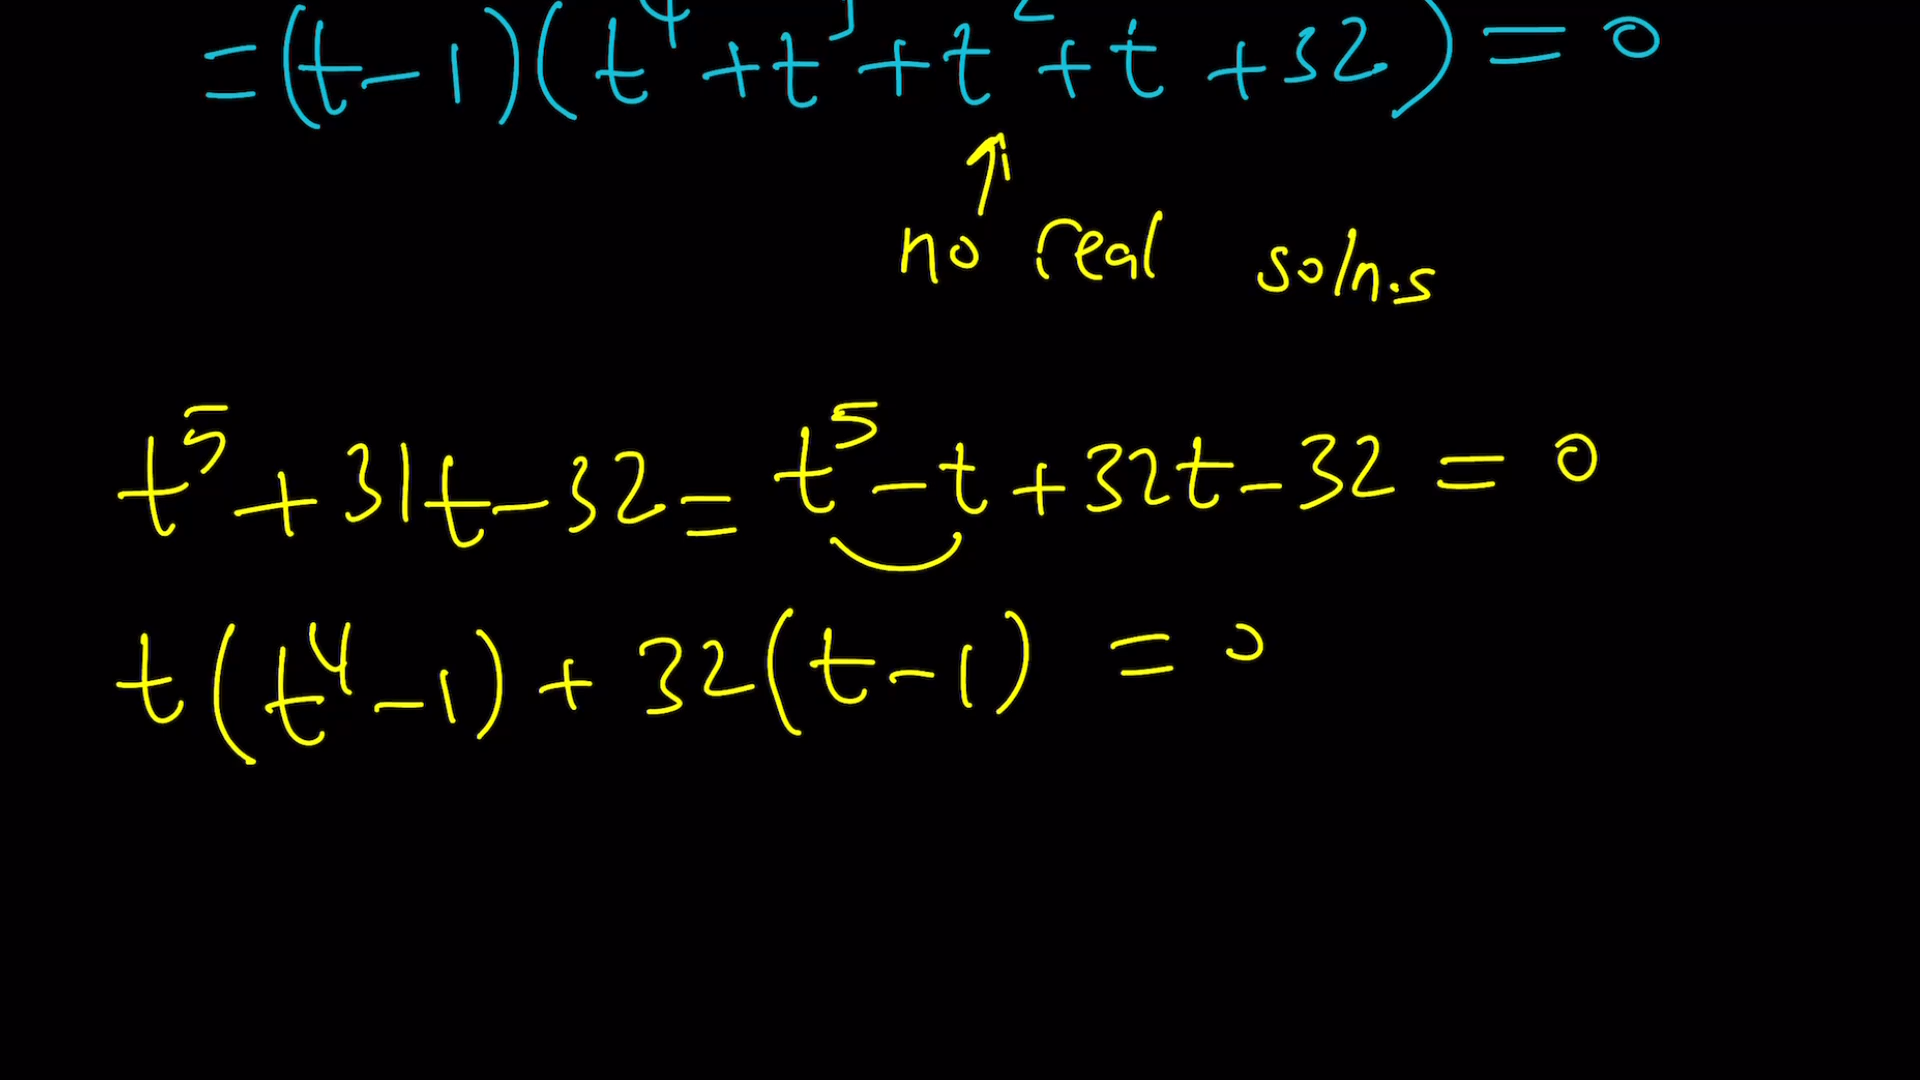 =(t-1)(t⁴+t³+t²+t+32)=0
no real soln.s
t⁵+31t-32=t⁵-t+32t-32=0
t(t⁴-1)+32(t-1)=0